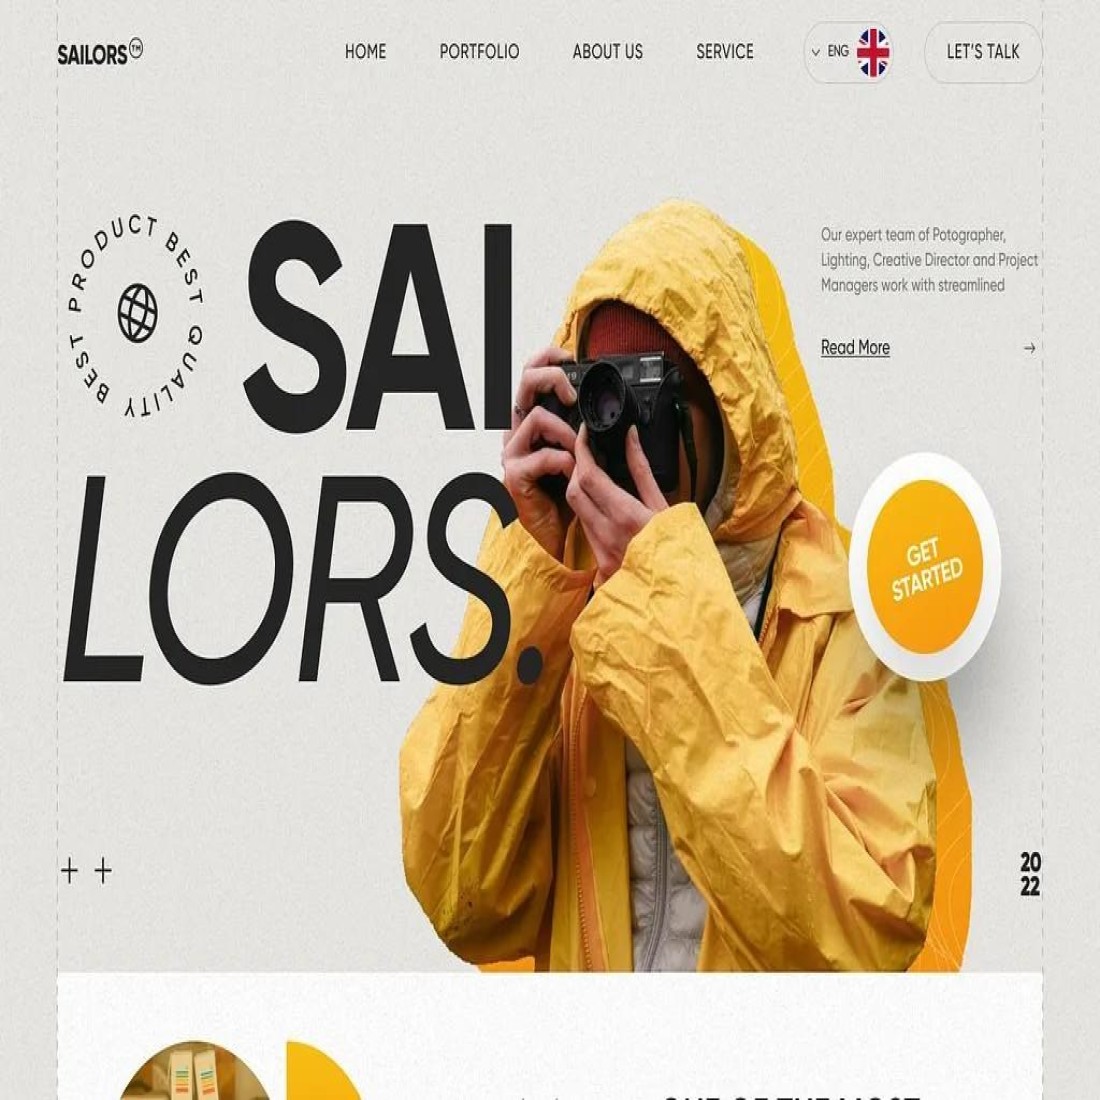 SAILORS™
HOME
PORTFOLIO
ABOUT US
SERVICE
ENG
LET'S TALK
BEST PRODUCT BEST QUALITY
SAI
LORS.
Our expert team of Potographer,
Lighting, Creative Director and Project
Managers work with streamlined
Read More →
GET
STARTED
++
20
22